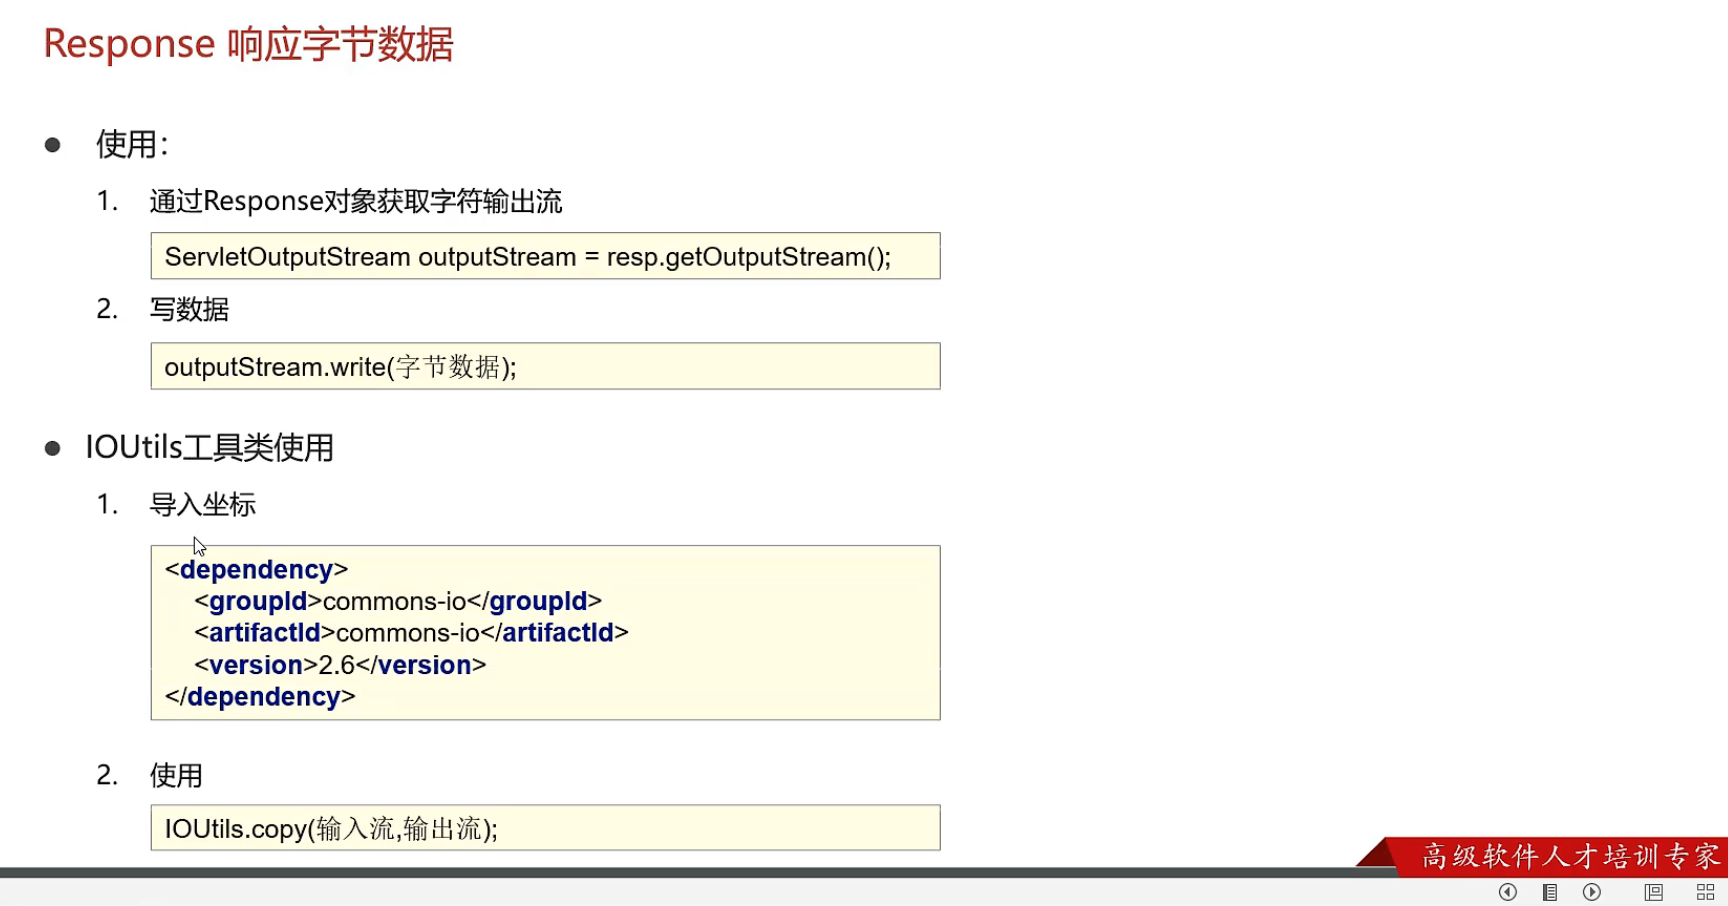 Response 响应字节数据
● 使用：
1. 通过Response对象获取字符输出流
ServletOutputStream outputStream = resp.getOutputStream();
2. 写数据
outputStream.write(字节数据);
● IOUtils工具类使用
1. 导入坐标
<dependency>
<groupId>commons-io</groupId>
<artifactId>commons-io</artifactId>
<version>2.6</version>
</dependency>
2. 使用
IOUtils.copy(输入流,输出流);
高级软件人才培训专家